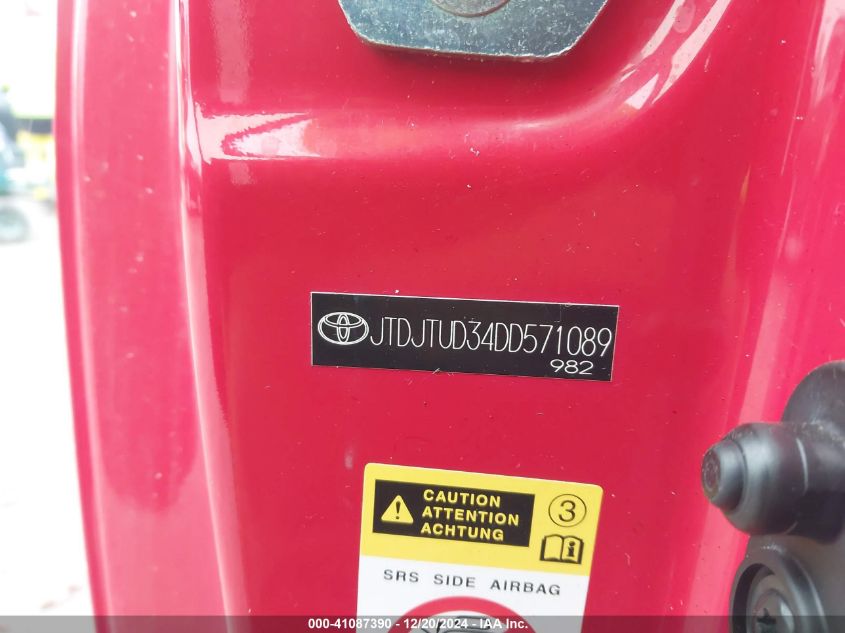 JTDJTUD34DD571089
982
CAUTION
ATTENTION
ACHTUNG
3
i
SRS SIDE AIRBAG
000-41087390 - 12/20/2024 - IAA Inc.